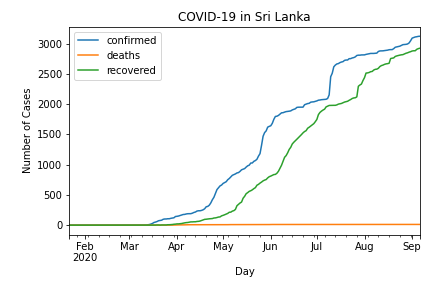 COVID-19 in Sri Lanka
confirmed
deaths
recovered
Number of Cases
3000
2500
2000
1500
1000
500
0
Feb Mar Apr May Jun Jul Aug Sep
2020
Day